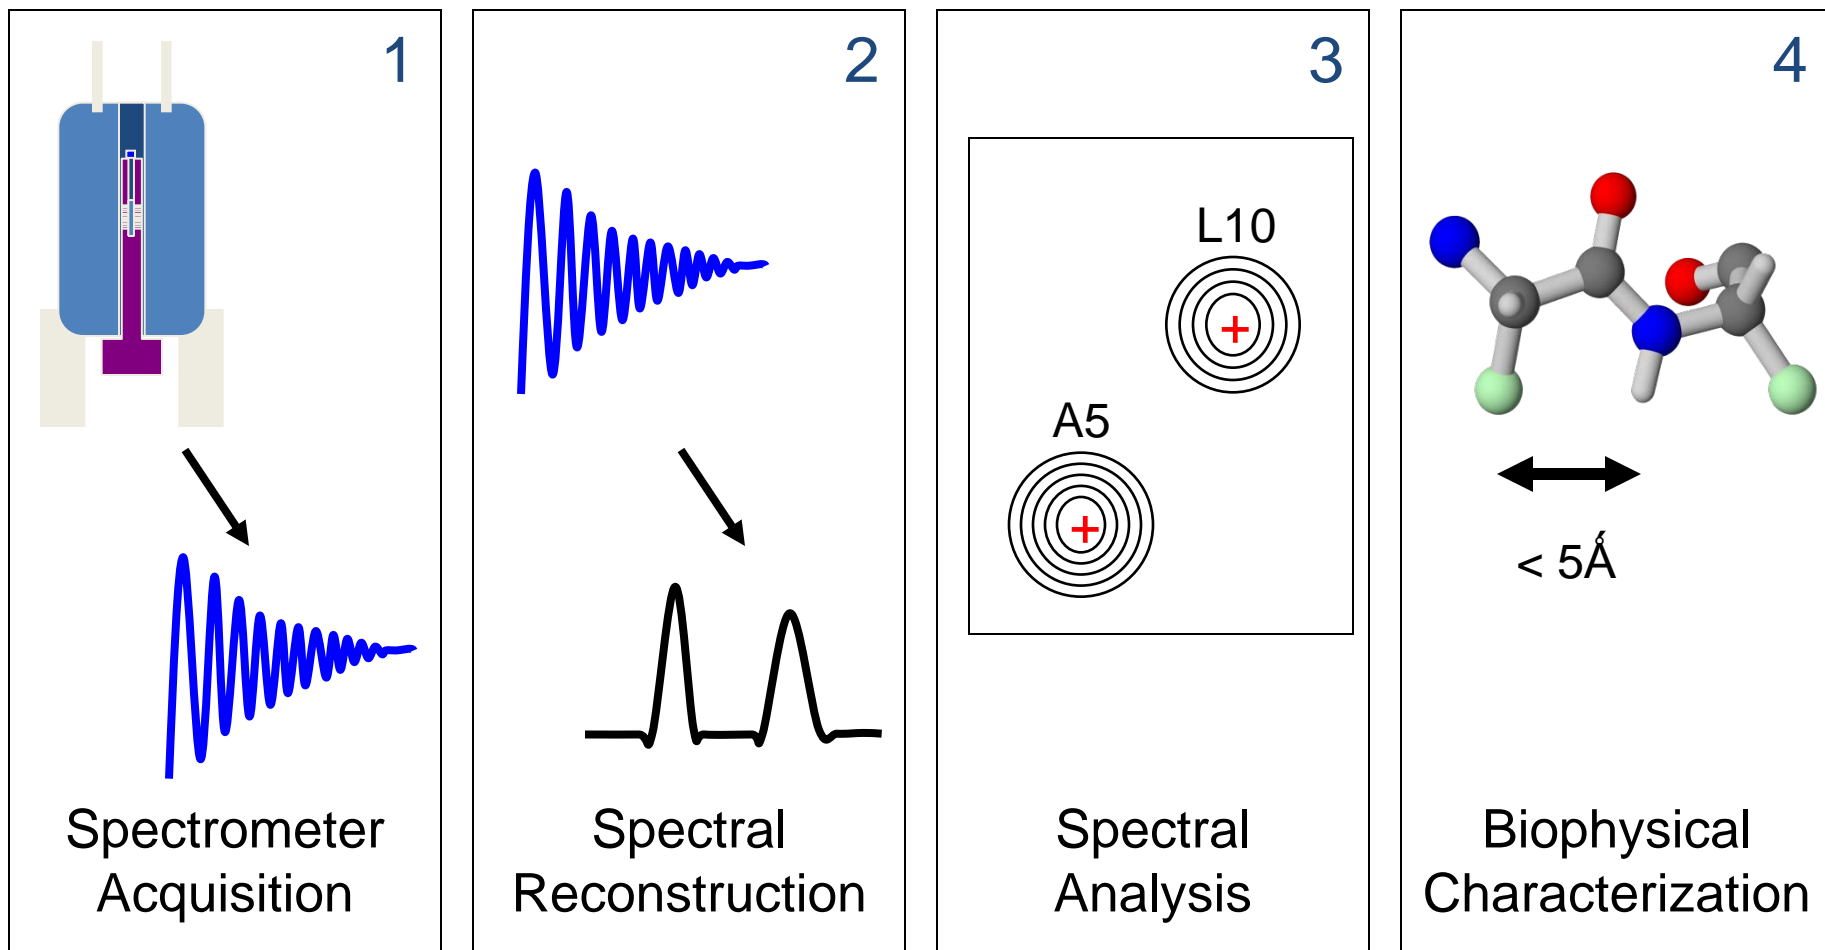 1
Spectrometer
Acquisition
2
Spectral
Reconstruction
3
L10
+
A5
+
Spectral
Analysis
4
< 5Å
Biophysical
Characterization